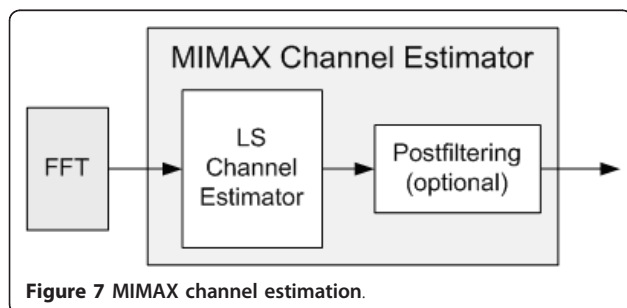 MIMAX Channel Estimator
FFT
LS
Channel
Estimator
Postfiltering
(optional)
Figure 7 MIMAX channel estimation.